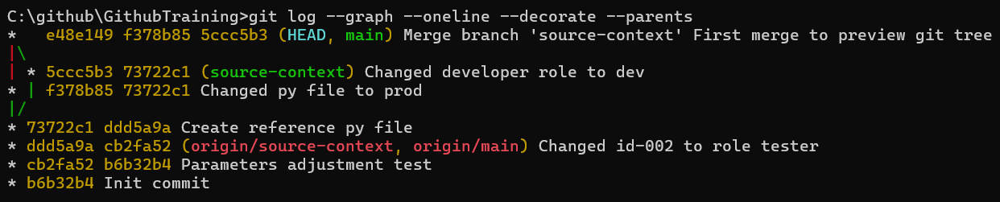 C:\github\GithubTraining>git log --graph --oneline --decorate --parents
*   e48e149 f378b85 5ccc5b3 (HEAD, main) Merge branch 'source-context' First merge to preview git tree
|\
| * 5ccc5b3 73722c1 (source-context) Changed developer role to dev
* | f378b85 73722c1 Changed py file to prod
|/
* 73722c1 ddd5a9a Create reference py file
* ddd5a9a cb2fa52 (origin/source-context, origin/main) Changed id-002 to role tester
* cb2fa52 b6b32b4 Parameters adjustment test
* b6b32b4 Init commit